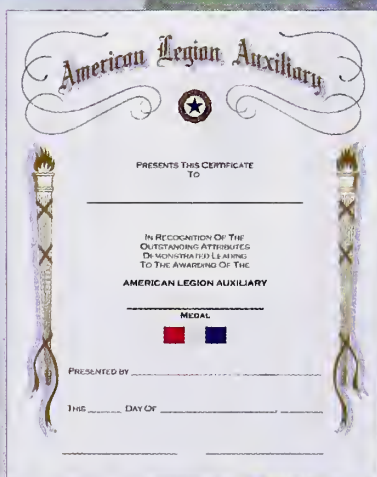 American Legion Auxiliary
PRESENTS THIS CERTIFICATE
TO
IN RECOGNITION OF THE
OUTSTANDING ATTRIBUTES
DEMONSTRATED LEADING
TO THE AWARDING OF THE
AMERICAN LEGION AUXILIARY
MEDAL
PRESENTED BY
THIS DAY OF ,